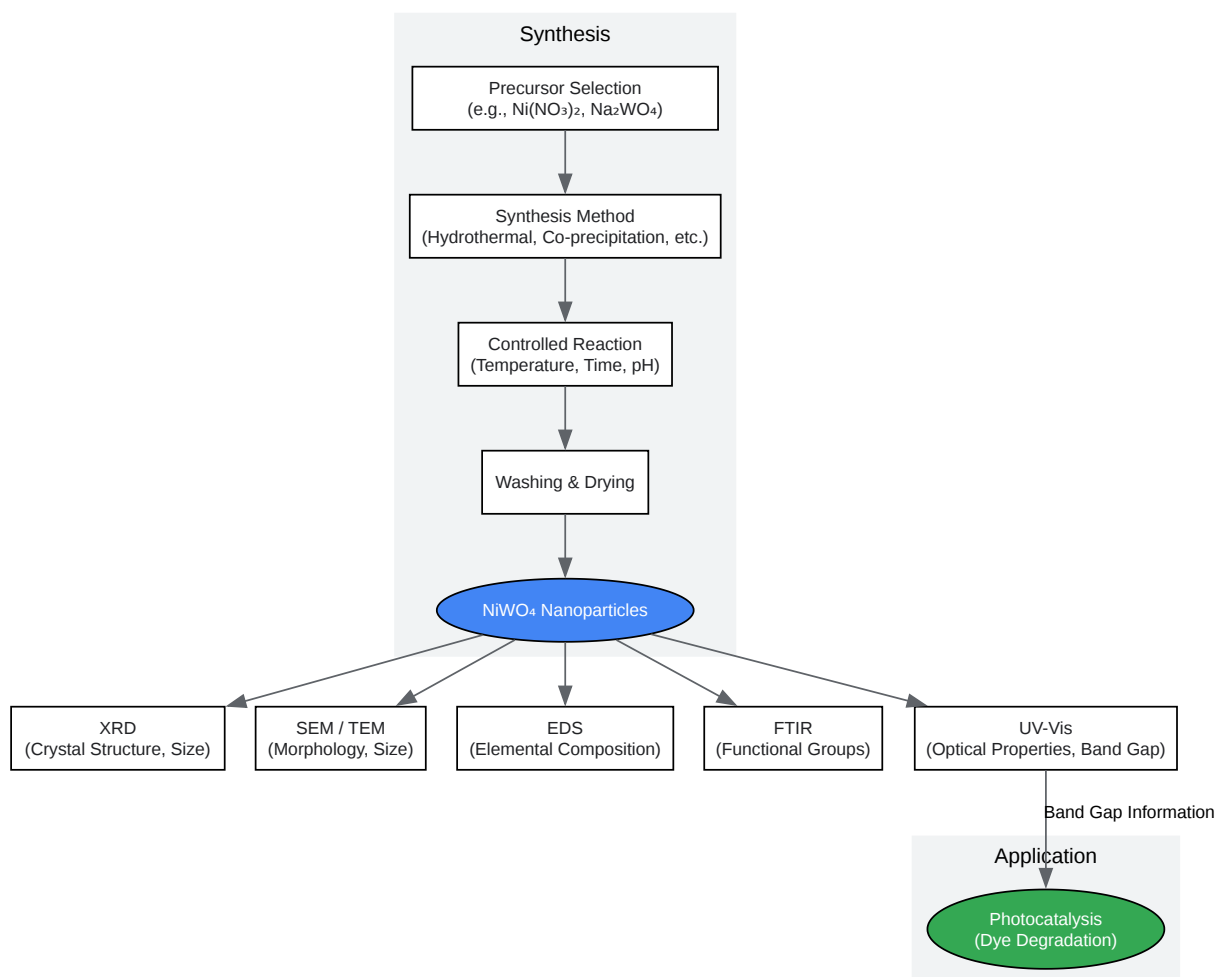 Synthesis
Precursor Selection
(e.g., Ni(NO₃)₂, Na₂WO₄)
Synthesis Method
(Hydrothermal, Co-precipitation, etc.)
Controlled Reaction
(Temperature, Time, pH)
Washing & Drying
NiWO₄ Nanoparticles
XRD
(Crystal Structure, Size)
SEM / TEM
(Morphology, Size)
EDS
(Elemental Composition)
FTIR
(Functional Groups)
UV-Vis
(Optical Properties, Band Gap)
Band Gap Information
Application
Photocatalysis
(Dye Degradation)